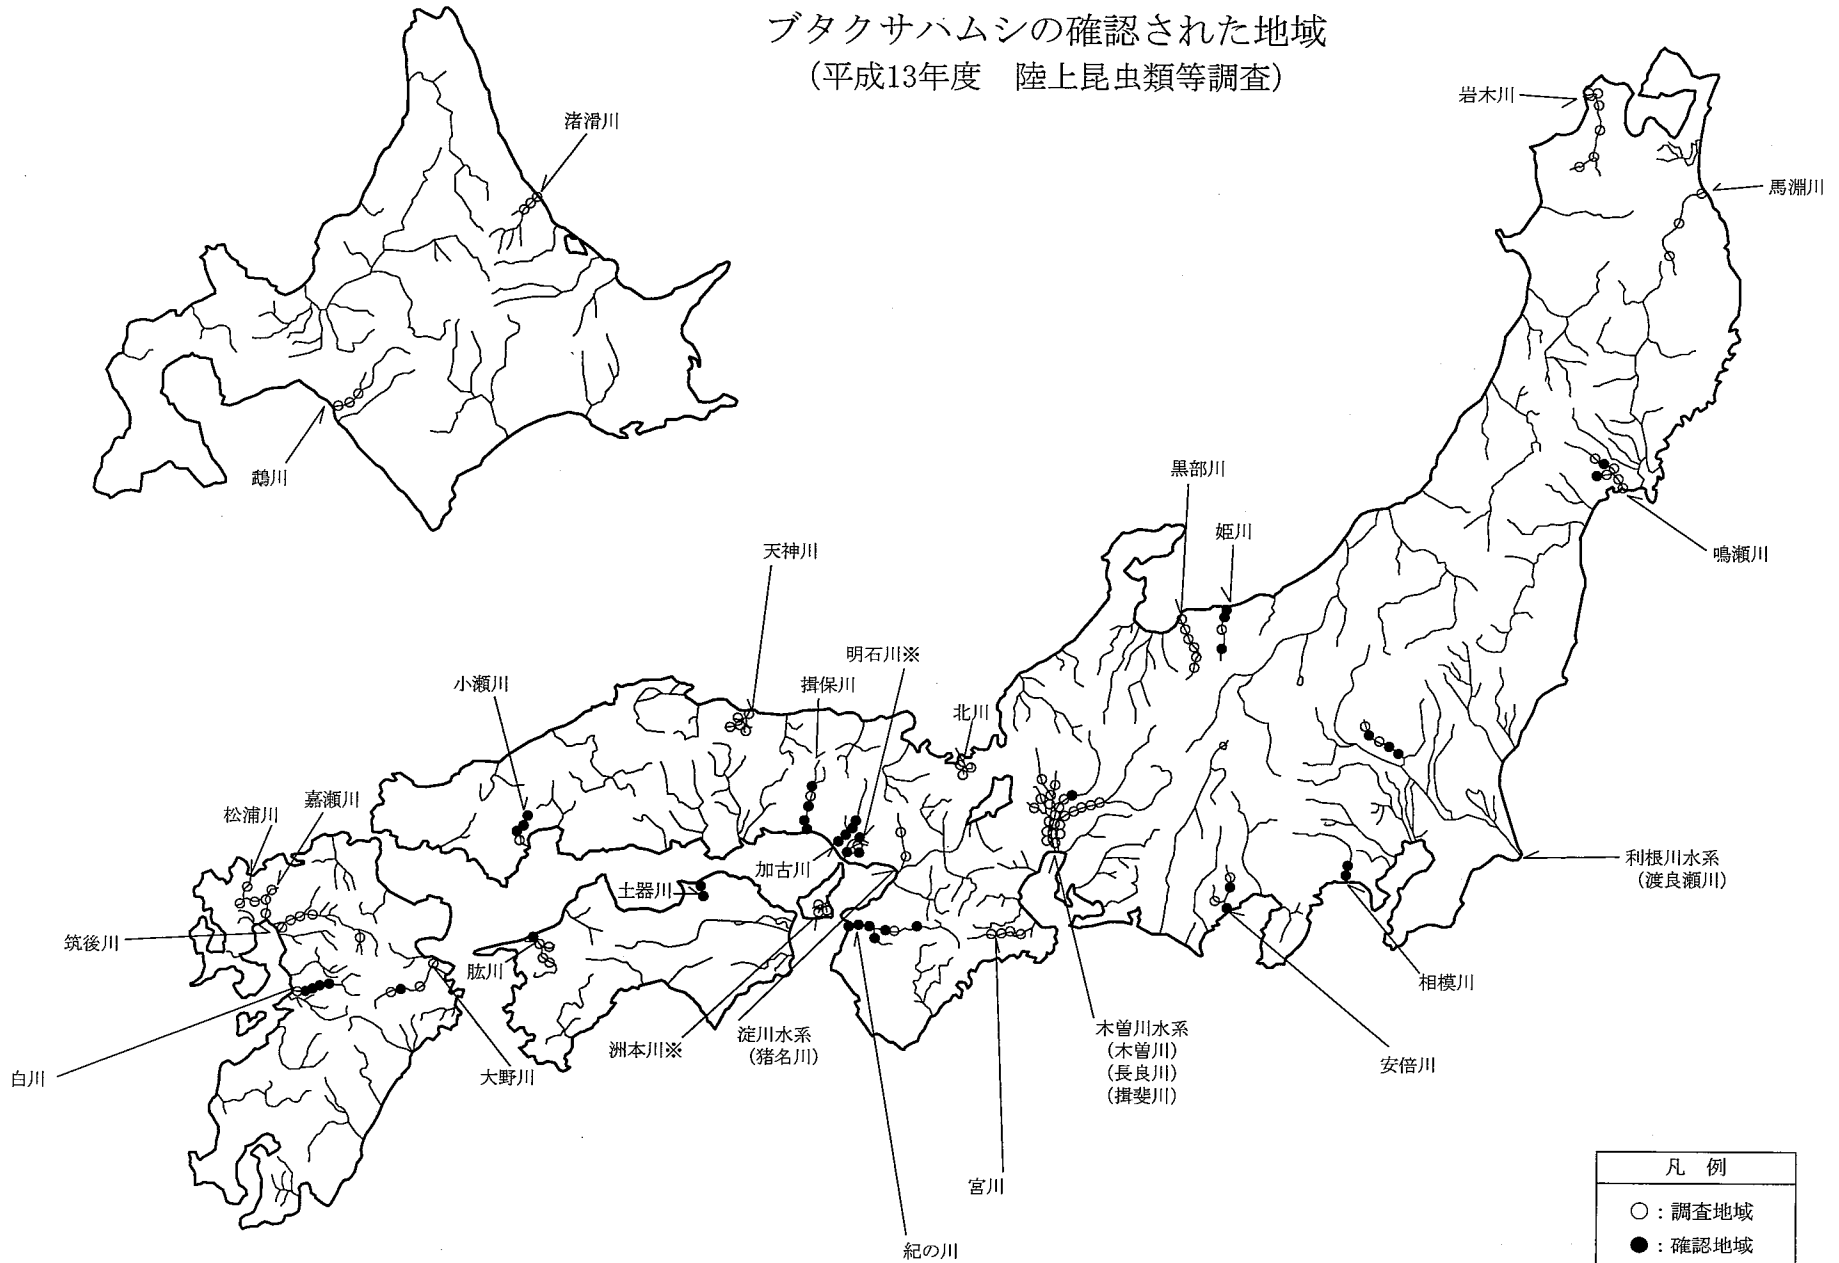 ブタクサハムシの確認された地域
（平成13年度　陸上昆虫類等調査）
岩木川
渚滑川
馬淵川
鵡川
黒部川
姫川
鳴瀬川
天神川
明石川※
小瀬川
揖保川
北川
嘉瀬川
松浦川
加古川
土器川
利根川水系
（渡良瀬川）
筑後川
肱川
相模川
洲本川※
淀川水系
（猪名川）
木曽川水系
（木曽川）
（長良川）
（揖斐川）
安倍川
白川
大野川
宮川
紀の川
凡 例
○：調査地域
●：確認地域